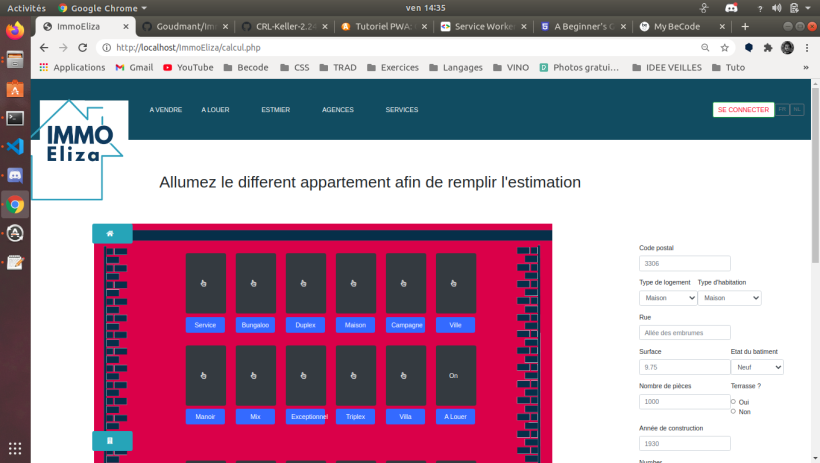 Activités Google Chrome ven 14:35 ?
ImmoEliza Goudmant/Im CRL-Keller-2.24 Tutoriel PWA: Service Worke A Beginner's G My BeCode
http://localhost/ImmoEliza/calcul.php
Applications Gmail YouTube Becode CSS TRAD Exercices Langages VINO Photos gratui... IDEE VEILLES Tuto »
A VENDRE A LOUER ESTMIER AGENCES SERVICES SE CONNECTER FR NL
IMMO
Eliza
Allumez le different appartement afin de remplir l'estimation
Service Bungaloo Duplex Maison Campagne Ville
On
Manoir Mix Exceptionnel Triplex Villa A Louer
Code postal
3306
Type de logement Type d'habitation
Maison Maison
Rue
Allée des embrumes
Surface Etat du batiment
9.75 Neuf
Nombre de pièces Terrasse ?
1000 Oui
Non
Année de construction
1930